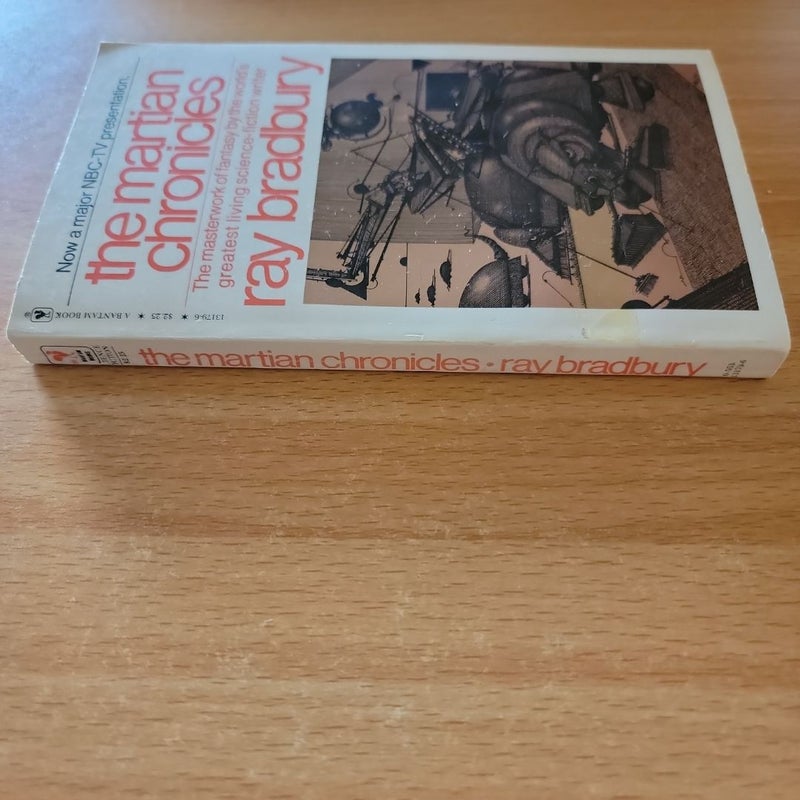 Now a major NBC-TV presentation.
the martian
chronicles
The masterwork of fantasy by the world's
greatest living science-fiction writer
ray bradbury
A BANTAM BOOK ★ $2.25 ★ 13179-6
the martian chronicles • ray bradbury